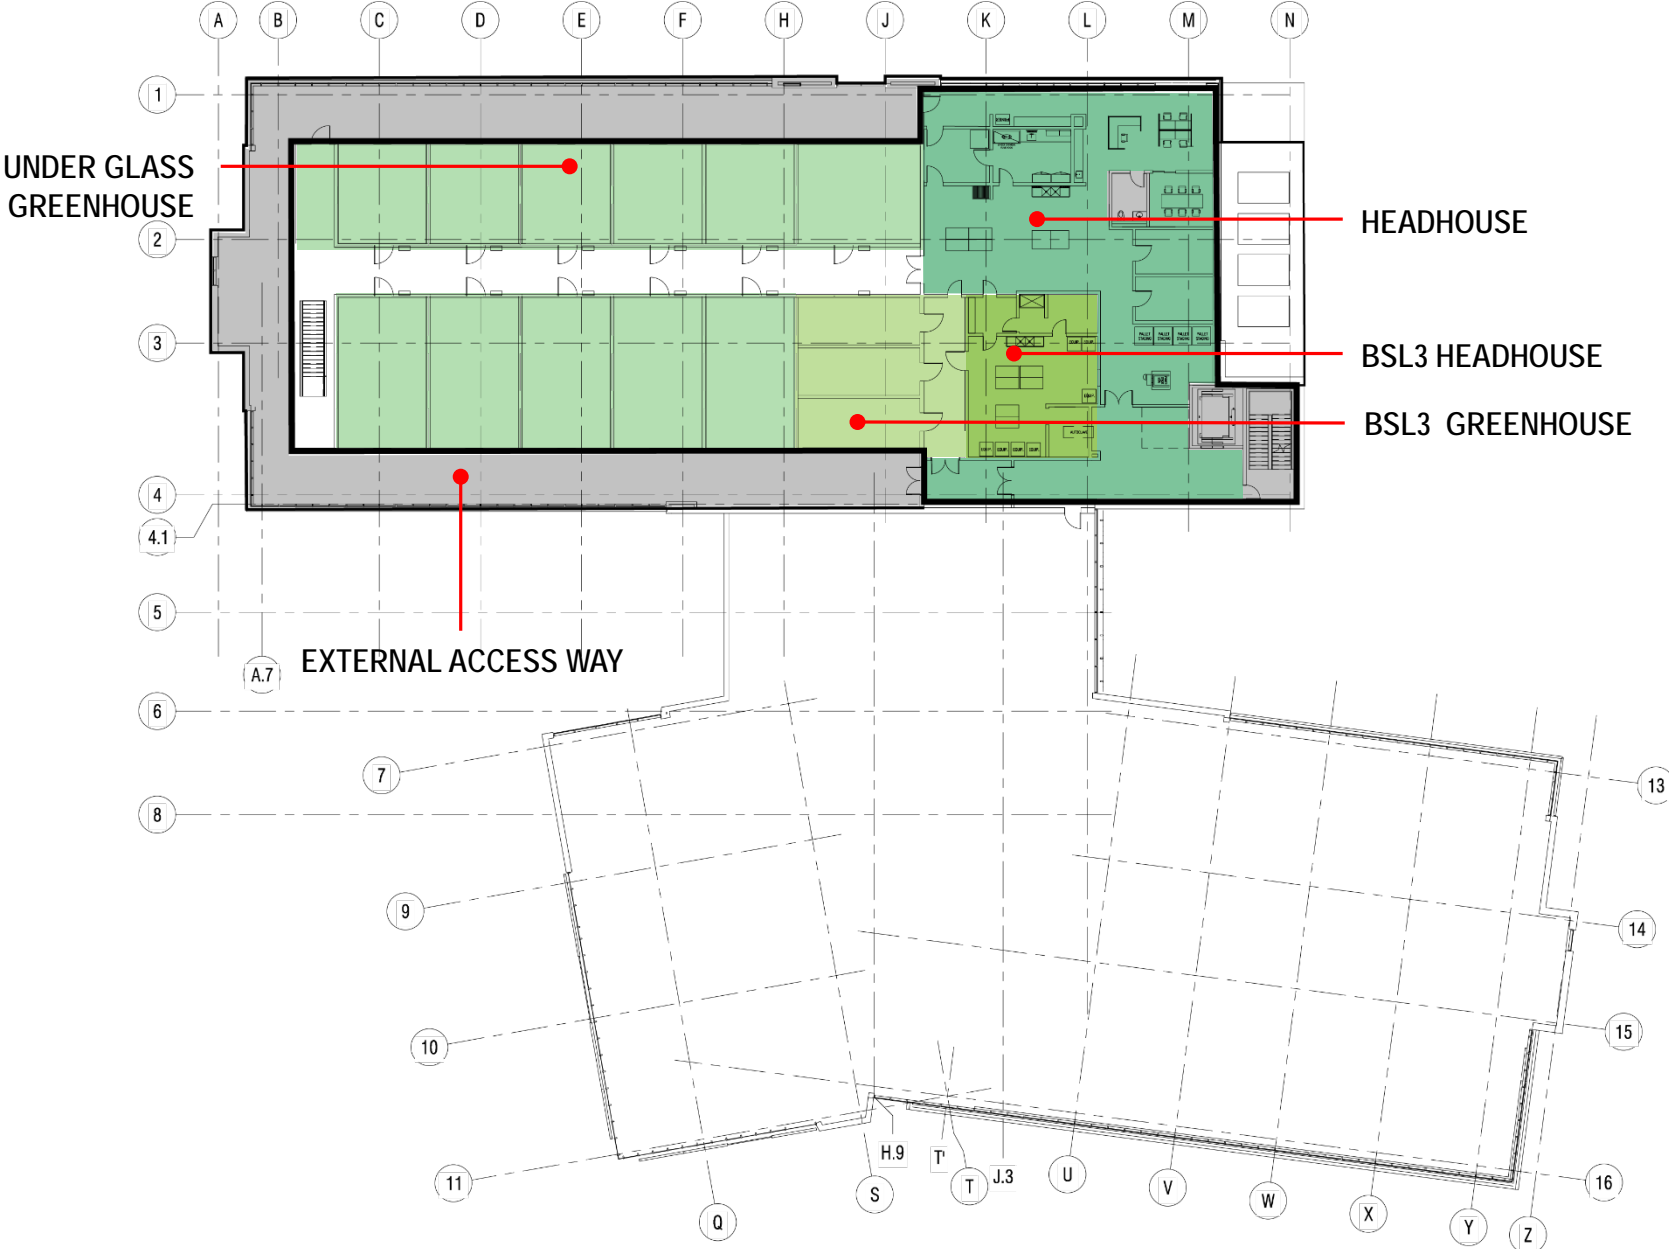 A B C D E F H J K L M N
1
UNDER GLASS
GREENHOUSE
HEADHOUSE
2
3
BSL3 HEADHOUSE
BSL3 GREENHOUSE
4
4.1
5
EXTERNAL ACCESS WAY
A.7
6
7
13
8
9
14
10
15
H.9
T'
J.3
11
S
T
U
V
W
X
Y
Z
16
Q